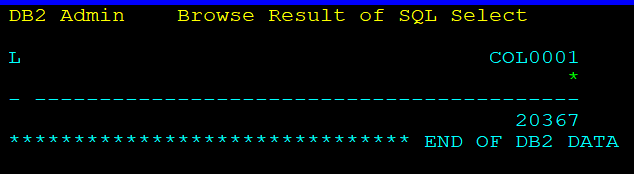 DB2 Admin    Browse Result of SQL Select
L                                    COL0001
*
- -----------------------------------------
20367
******************************* END OF DB2 DATA